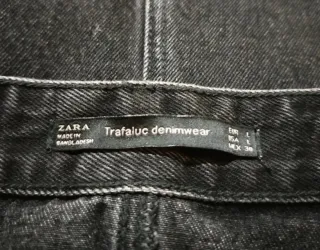 ZARA
MADE IN
BANGLADESH
Trafaluc denimwear
EUR L
USA L
MEX 30